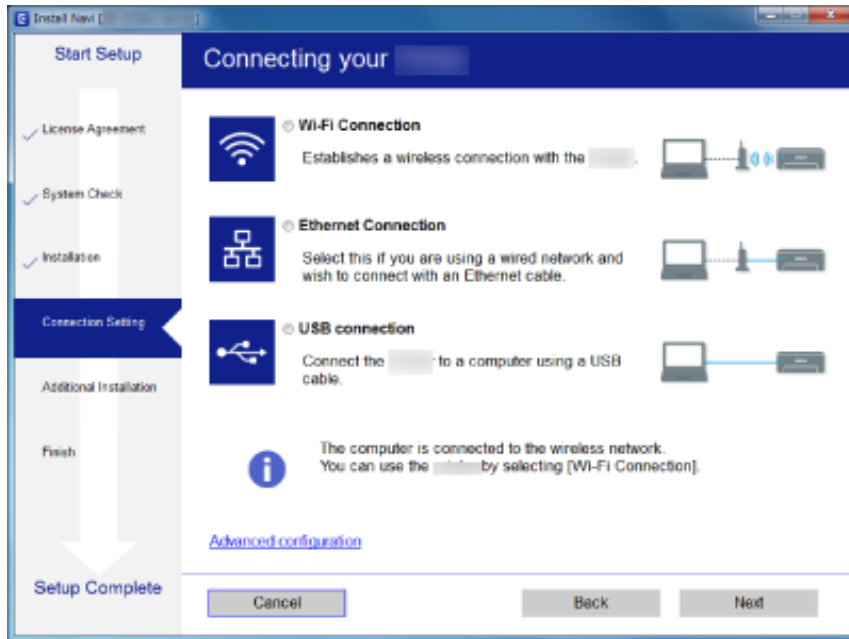 Install Navi [
]
Start Setup
Connecting your
License Agreement
System Check
Installation
Connection Setting
Additional Installation
Finish
Setup Complete
Wi-Fi Connection
Establishes a wireless connection with the .
Ethernet Connection
Select this if you are using a wired network and
wish to connect with an Ethernet cable.
USB connection
Connect the to a computer using a USB
cable.
The computer is connected to the wireless network.
You can use the by selecting [Wi-Fi Connection].
Advanced configuration
Cancel
Back
Next